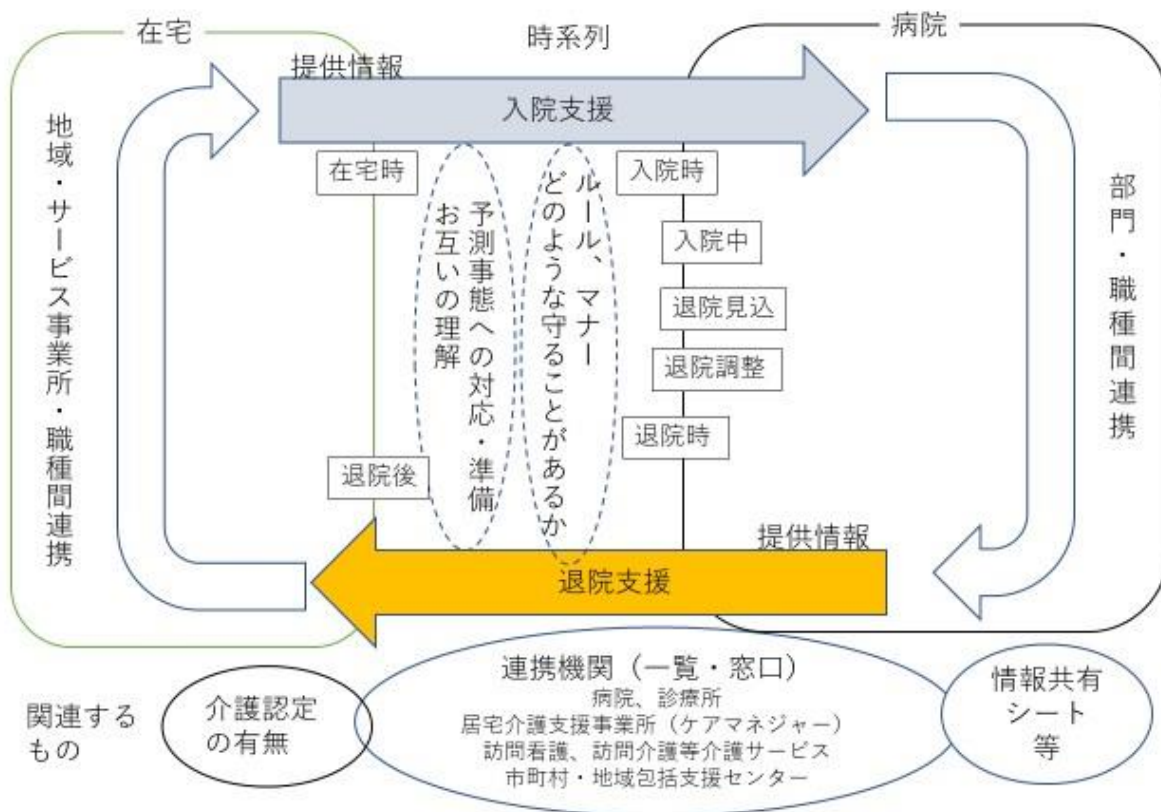 在宅
時系列
病院
提供情報
入院支援
地域・サービス事業所・職種間連携
在宅時
予測事態への対応・準備
お互いの理解
ルール、マナー
どのような守ることがあるか
入院時
入院中
退院見込
退院調整
退院時
退院後
部門・職種間連携
提供情報
退院支援
関連する
もの
介護認定
の有無
連携機関（一覧・窓口）
病院、診療所
居宅介護支援事業所（ケアマネジャー）
訪問看護、訪問介護等介護サービス
市町村・地域包括支援センター
情報共有
シート
等